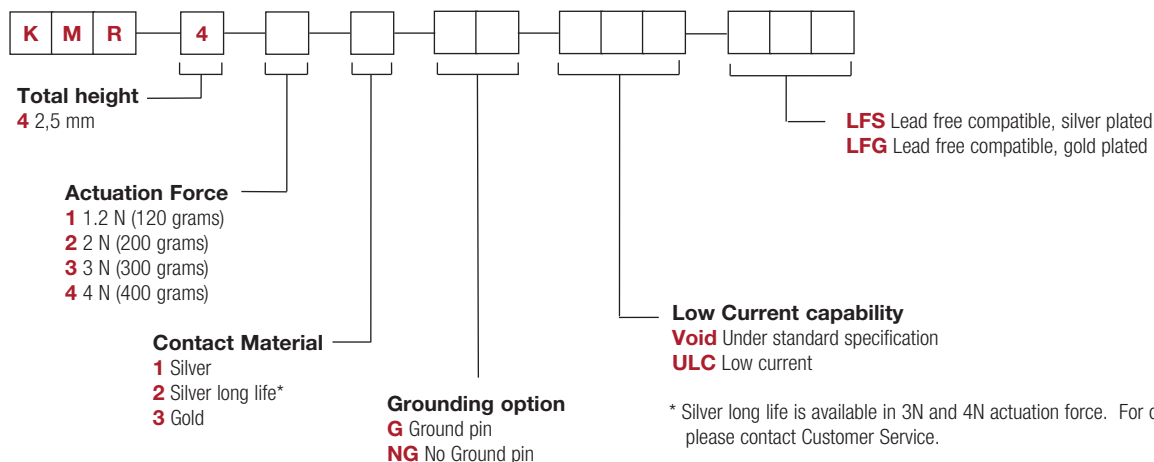 K M R 4
Total height
4 2,5 mm
LFS Lead free compatible, silver plated
LFG Lead free compatible, gold plated
Actuation Force
1 1.2 N (120 grams)
2 2 N (200 grams)
3 3 N (300 grams)
4 4 N (400 grams)
Low Current capability
Void Under standard specification
ULC Low current
Contact Material
1 Silver
2 Silver long life*
3 Gold
Grounding option
G Ground pin
NG No Ground pin
* Silver long life is available in 3N and 4N actuation force. For
please contact Customer Service.